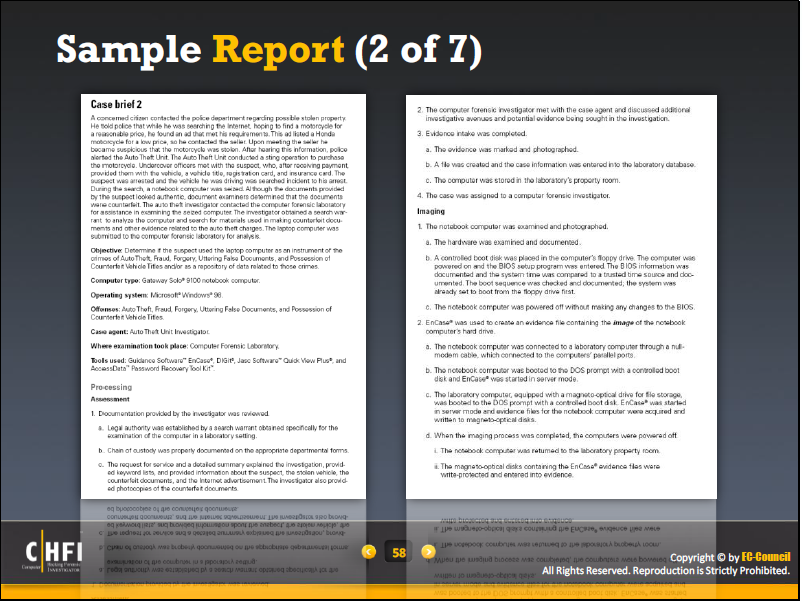 Sample Report (2 of 7)
Case brief 2
A concerned citizen contacted the police department regarding possible stolen property.
He told police that while he was searching the Internet, hoping to find a motorcycle for
a reasonable price, he found an ad that met his requirements. This ad listed a Honda
motorcycle for a low price, so he contacted the seller. Upon meeting the seller he
became suspicious that the motorcycle was stolen. After hearing this information, police
alerted the Auto Theft Unit. The Auto Theft Unit conducted a sting operation to purchase
the motorcycle. Undercover officers met with the suspect, who, after receiving payment,
provided them with the vehicle, a vehicle title, registration card, and insurance card. The
suspect was arrested and the vehicle he was driving was searched incident to his arrest.
During the search, a notebook computer was seized. Although the documents provided
by the suspect looked authentic, document examiners determined that the documents
were counterfeit. The auto theft investigator contacted the computer forensic laboratory
for assistance in examining the seized computer. The investigator obtained a search war-
rant to analyze the computer and search for materials used in making counterfeit docu-
ments and other evidence related to the auto theft charges. The laptop computer was
submitted to the computer forensic laboratory for analysis.
Objective: Determine if the suspect used the laptop computer as an instrument of the
crimes of Auto Theft, Fraud, Forgery, Uttering False Documents, and Possession of
Counterfeit Vehicle Titles and/or as a repository of data related to those crimes.
Computer type: Gateway Solo® 9100 notebook computer.
Operating system: Microsoft® Windows® 98.
Offenses: Auto Theft, Fraud, Forgery, Uttering False Documents, and Possession of
Counterfeit Vehicle Titles.
Case agent: Auto Theft Unit Investigator.
Where examination took place: Computer Forensic Laboratory.
Tools used: Guidance Software™ EnCase®, DIGit®, Jasc Software™ Quick View Plus®, and
AccessData™ Password Recovery Tool Kit™.
Processing
Assessment
1. Documentation provided by the investigator was reviewed.
a. Legal authority was established by a search warrant obtained specifically for the
examination of the computer in a laboratory setting.
b. Chain of custody was properly documented on the appropriate departmental forms.
c. The request for service and a detailed summary explained the investigation, provid-
ed keyword lists, and provided information about the suspect, the stolen vehicle, the
counterfeit documents, and the Internet advertisement. The investigator also provid-
ed photocopies of the counterfeit documents.
2. The computer forensic investigator met with the case agent and discussed additional
investigative avenues and potential evidence being sought in the investigation.
3. Evidence intake was completed.
a. The evidence was marked and photographed.
b. A file was created and the case information was entered into the laboratory database.
c. The computer was stored in the laboratory's property room.
4. The case was assigned to a computer forensic investigator.
Imaging
1. The notebook computer was examined and photographed.
a. The hardware was examined and documented.
b. A controlled boot disk was placed in the computer's floppy drive. The computer was
powered on and the BIOS setup program was entered. The BIOS information was
documented and the system time was compared to a trusted time source and doc-
umented. The boot sequence was checked and documented; the system was
already set to boot from the floppy drive first.
c. The notebook computer was powered off without making any changes to the BIOS.
2. EnCase® was used to create an evidence file containing the image of the notebook
computer's hard drive.
a. The notebook computer was connected to a laboratory computer through a null-
modem cable, which connected to the computers' parallel ports.
b. The notebook computer was booted to the DOS prompt with a controlled boot
disk and EnCase® was started in server mode.
c. The laboratory computer, equipped with a magneto-optical drive for file storage,
was booted to the DOS prompt with a controlled boot disk. EnCase® was started
in server mode and evidence files for the notebook computer were acquired and
written to magneto-optical disks.
d. When the imaging process was completed, the computers were powered off.
i. The notebook computer was returned to the laboratory property room.
ii. The magneto-optical disks containing the EnCase® evidence files were
write-protected and entered into evidence.
CHFI
Computer Hacking Forensic
INVESTIGATOR
58
Copyright © by EC-Council
All Rights Reserved. Reproduction is Strictly Prohibited.